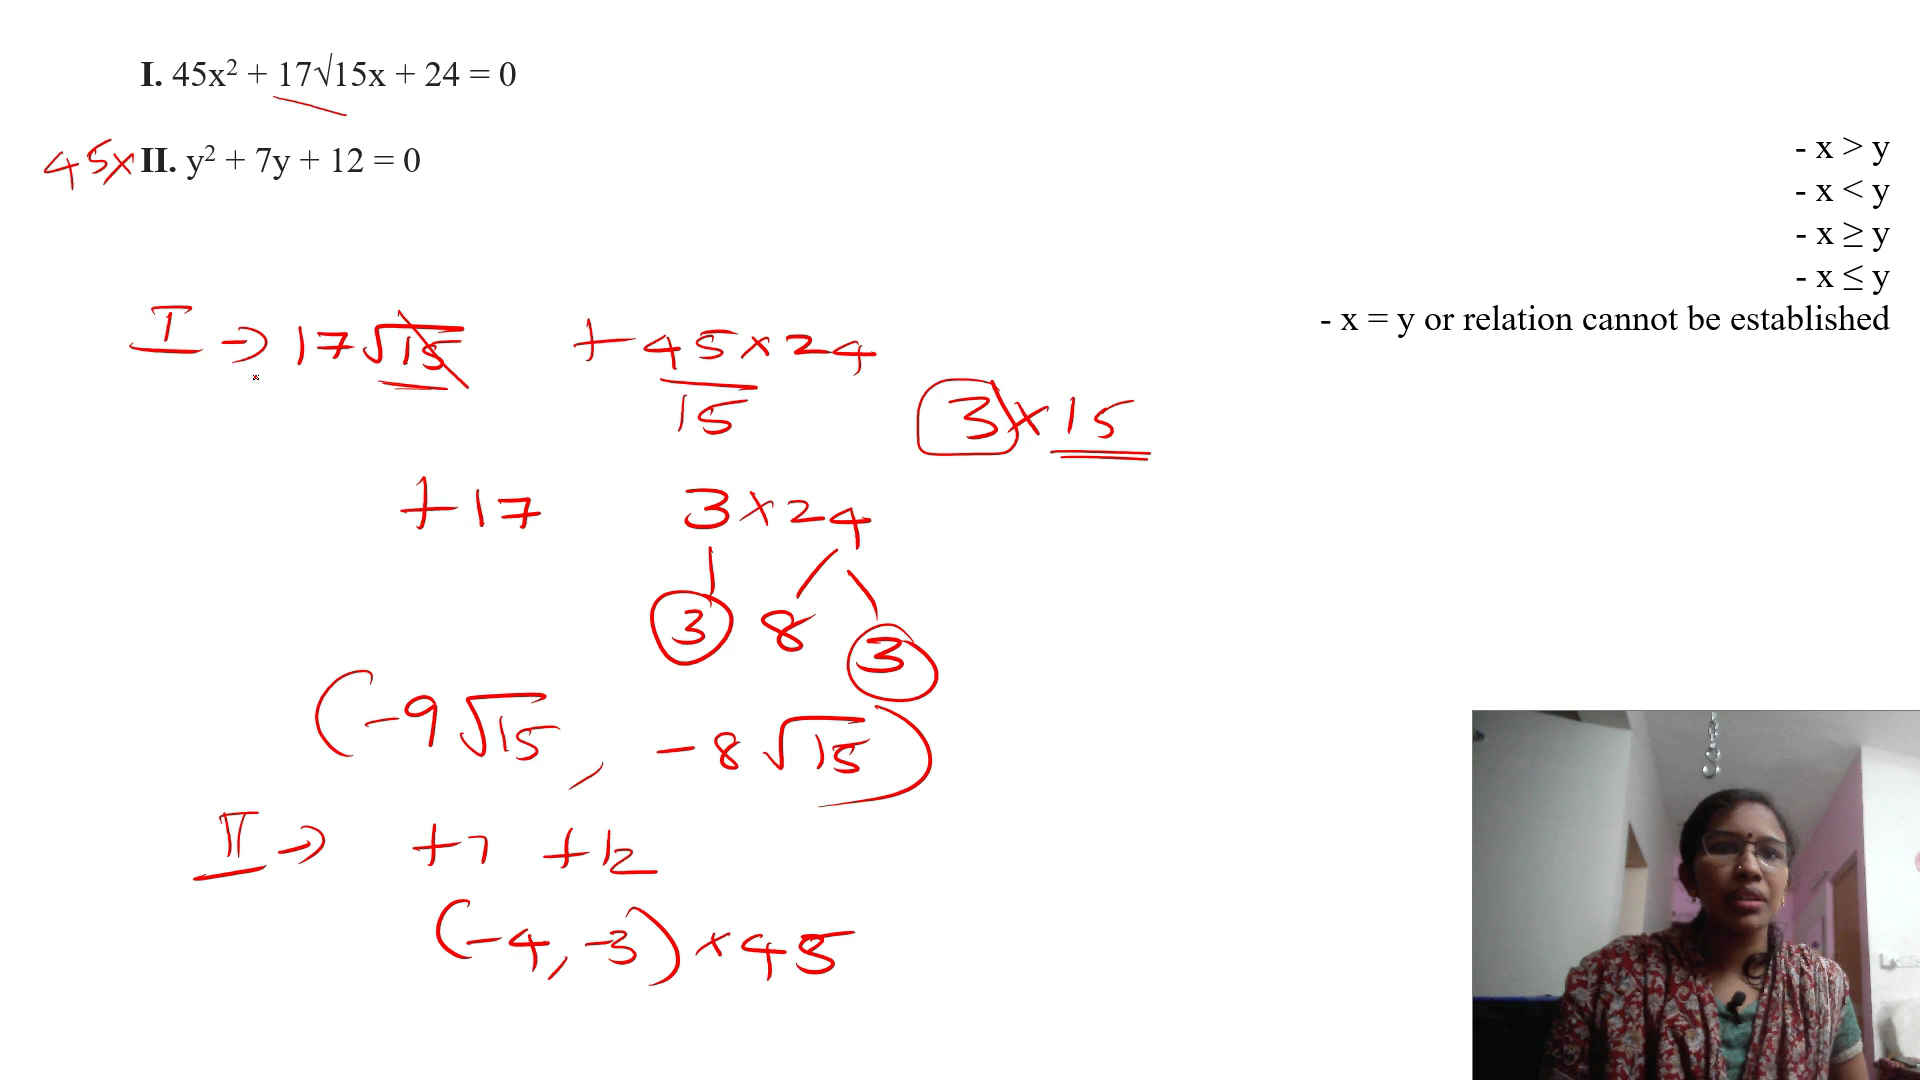 I. 45x² + 17√15x + 24 = 0
45x II. y² + 7y + 12 = 0
- x > y
- x < y
- x ≥ y
- x ≤ y
- x = y or relation cannot be established
I → 17√15 + 45 × 24
15
3 × 15
+17 3 × 24
3 8 3
(-9√15, -8√15)
II → +7 +12
(-4, -3) × 45